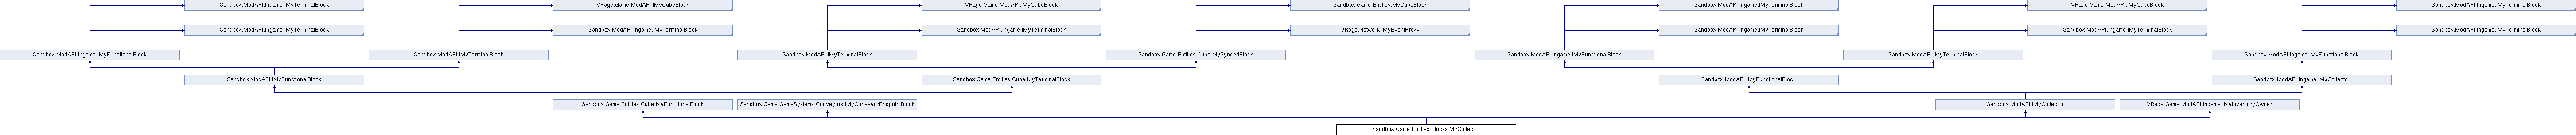 Sandbox.ModAPI.Ingame.IMyTerminalBlock VRage.Game.ModAPI.IMyCubeBlock VRage.Game.ModAPI.IMyCubeBlock Sandbox.Game.Entities.MyCubeBlock Sandbox.ModAPI.Ingame.IMyTerminalBlock VRage.Game.ModAPI.IMyCubeBlock Sandbox.ModAPI.Ingame.IMyTerminalBlock
Sandbox.ModAPI.Ingame.IMyTerminalBlock Sandbox.ModAPI.Ingame.IMyTerminalBlock Sandbox.ModAPI.Ingame.IMyTerminalBlock VRage.Network.IMyEventProxy Sandbox.ModAPI.Ingame.IMyTerminalBlock Sandbox.ModAPI.Ingame.IMyTerminalBlock Sandbox.ModAPI.Ingame.IMyTerminalBlock
Sandbox.ModAPI.Ingame.IMyFunctionalBlock Sandbox.ModAPI.IMyTerminalBlock Sandbox.ModAPI.IMyTerminalBlock Sandbox.Game.Entities.Cube.MySyncedBlock Sandbox.ModAPI.Ingame.IMyFunctionalBlock Sandbox.ModAPI.IMyTerminalBlock Sandbox.ModAPI.Ingame.IMyFunctionalBlock
Sandbox.ModAPI.IMyFunctionalBlock Sandbox.Game.Entities.Cube.MyTerminalBlock Sandbox.ModAPI.IMyFunctionalBlock Sandbox.ModAPI.Ingame.IMyCollector
Sandbox.Game.Entities.Cube.MyFunctionalBlock Sandbox.Game.GameSystems.Conveyors.IMyConveyorEndpointBlock Sandbox.ModAPI.IMyCollector VRage.Game.ModAPI.Ingame.IMyInventoryOwner
Sandbox.Game.Entities.Blocks.MyCollector